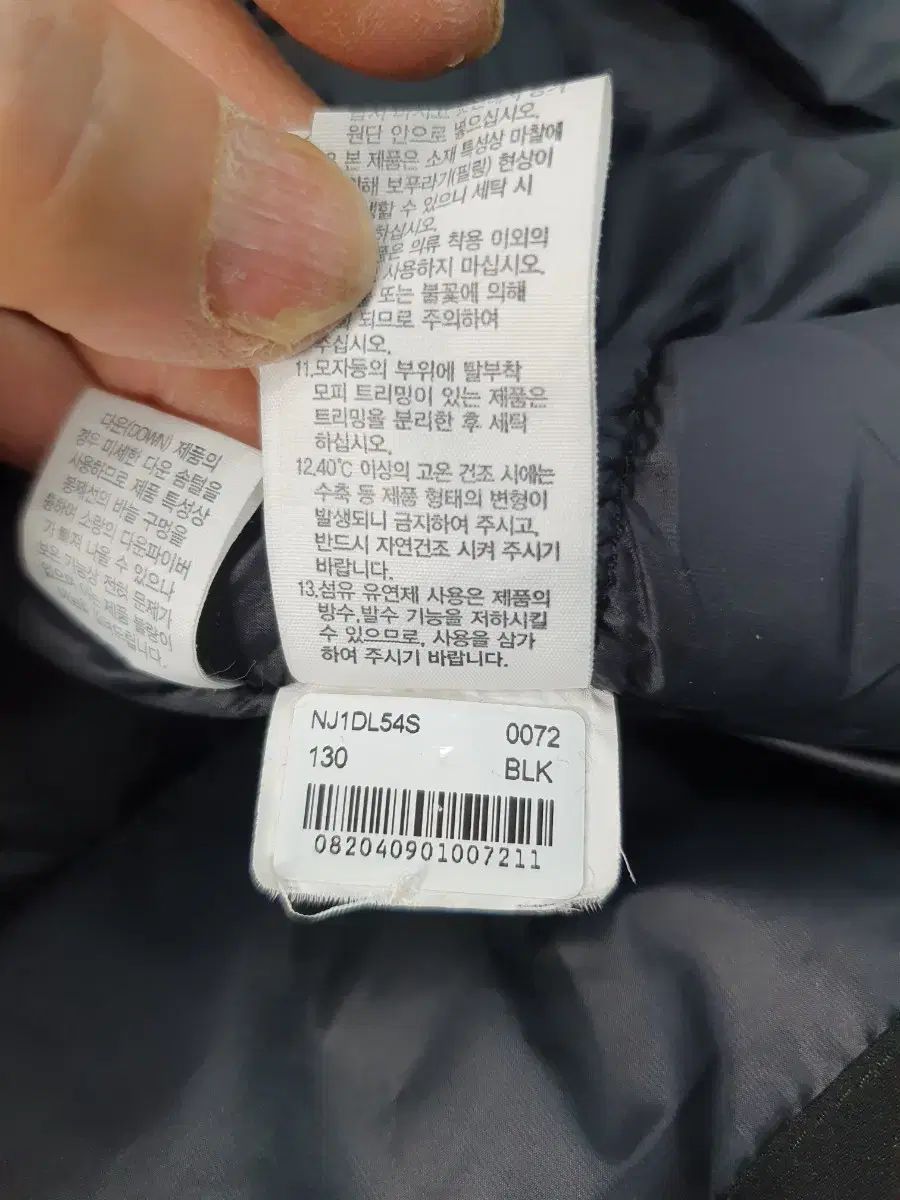 원단 안으로 넣으십시오.
본 제품은 소재 특성상 마찰에
의해 보푸라기(필링) 현상이
할 수 있으니 세탁 시
하십시오.
의류 착용 이외의
사용하지 마십시오.
또는 불꽃에 의해
되므로 주의하여
주십시오.
11.모자등의 부위에 탈부착
모피 트리밍이 있는 제품은
트리밍을 분리한 후 세탁
하십시오.
12.40℃ 이상의 고온 건조 시에는
수축 등 제품 형태의 변형이
발생되니 금지하여 주시고,
반드시 자연건조 시켜 주시기
바랍니다.
13.섬유 유연제 사용은 제품의
방수,발수 기능을 저하시킬
수 있으므로, 사용을 삼가
하여 주시기 바랍니다.
다운(DOWN) 제품의
경은 미세한 다운 솜털을
사용하므로 제품 특성상
봉제선의 바늘 구멍을
통하여 소량의 다운파이버
가 빠져 나올 수 있으나
기능상 전혀 문제가
제품 불량의
NJ1DL54S 0072
130 BLK
082040901007211